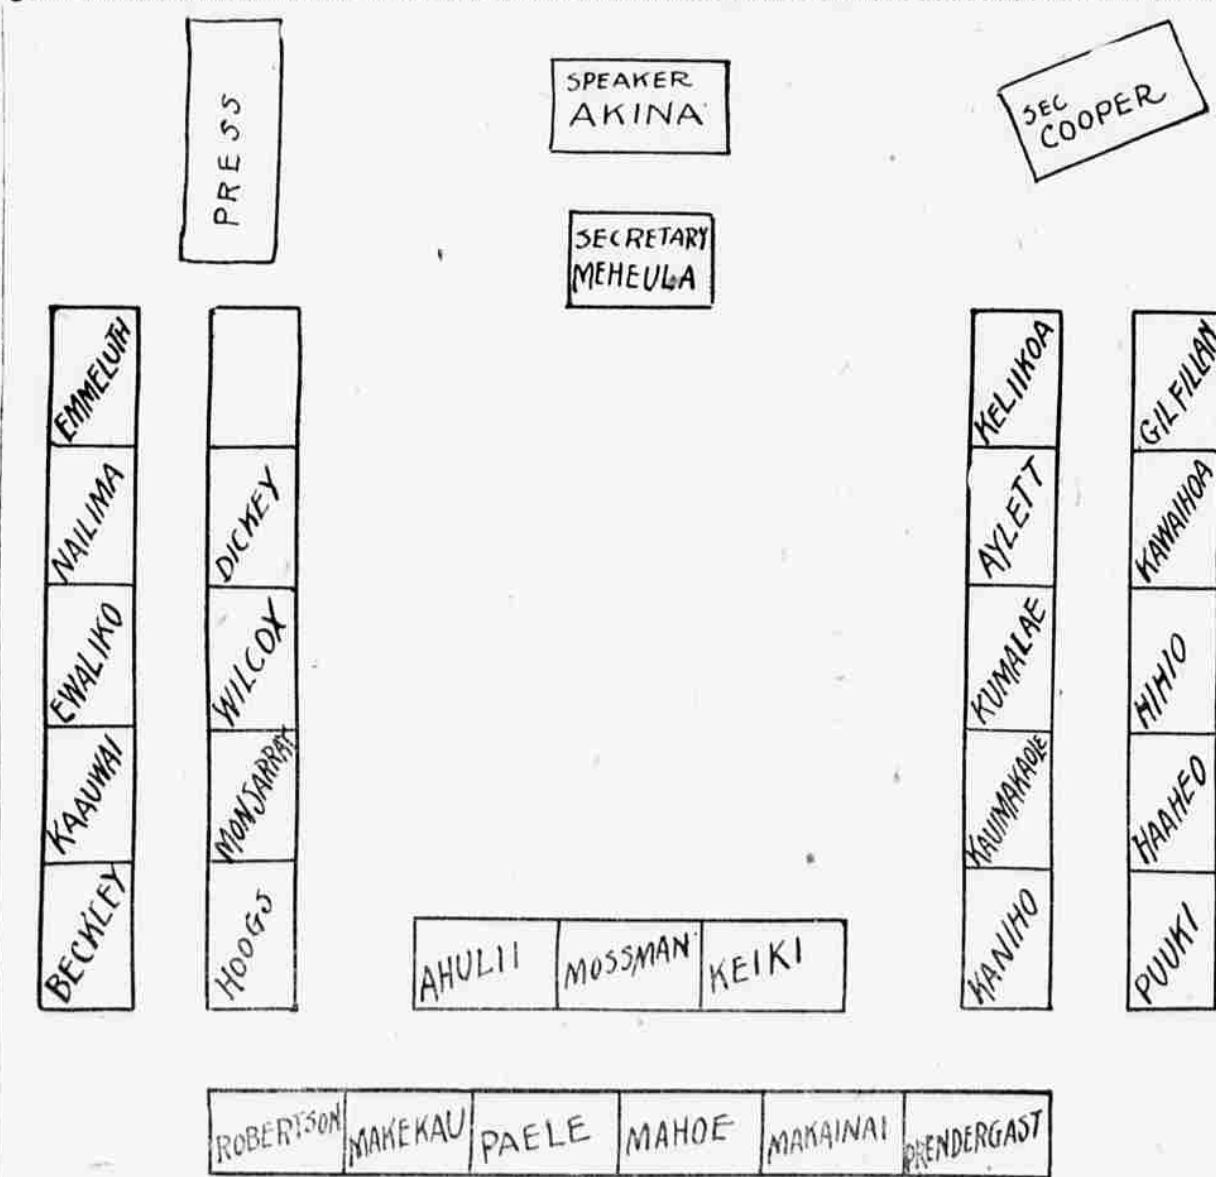 PRESS
SPEAKER
AKINA
SEC
COOPER
SECRETARY
MEHEULA
EMMELUTH
NAILIMA
EWALIKO
KAAUWAI
BECKLEY
DICKEY
WILCOX
MONSARRAT
HOOGS
AHULII
MOSSMAN
KEIKI
KELIIKOA
AYLETT
KUMALAE
KAUMAKAOLE
KANIHO
GILFILLAN
KAWAIHOA
HIHIO
HAAHEO
PUUKI
ROBERTSON
MAKEKAU
PAELE
MAHOE
MAKAINAI
PRENDERGAST